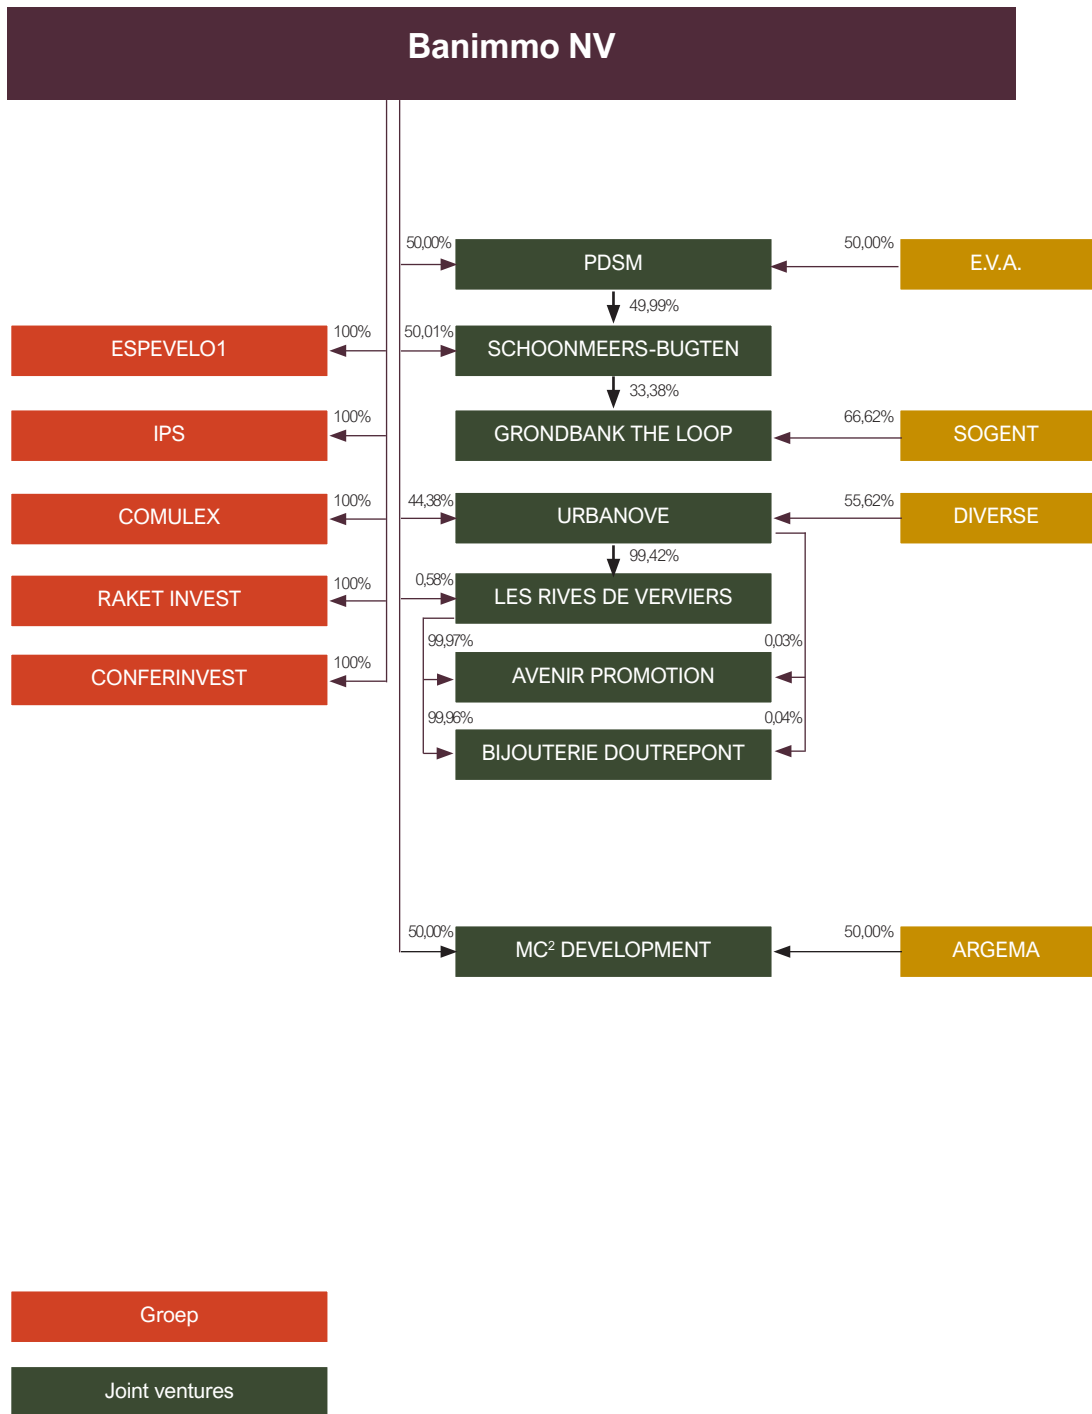 Banimmo NV
50,00%
PDSM
50,00%
E.V.A.
49,99%
ESPEVELO1
100%
50,01%
SCHOONMEERS-BUGTEN
33,38%
IPS
100%
GRONDBANK THE LOOP
66,62%
SOGENT
COMULEX
100%
44,38%
URBANOVE
55,62%
DIVERSE
99,42%
RAKET INVEST
100%
0,58%
LES RIVES DE VERVIERS
99,97%
0,03%
CONFERINVEST
100%
AVENIR PROMOTION
99,96%
0,04%
BIJOUTERIE DOUTREPONT
50,00%
MC² DEVELOPMENT
50,00%
ARGEMA
Groep
Joint ventures